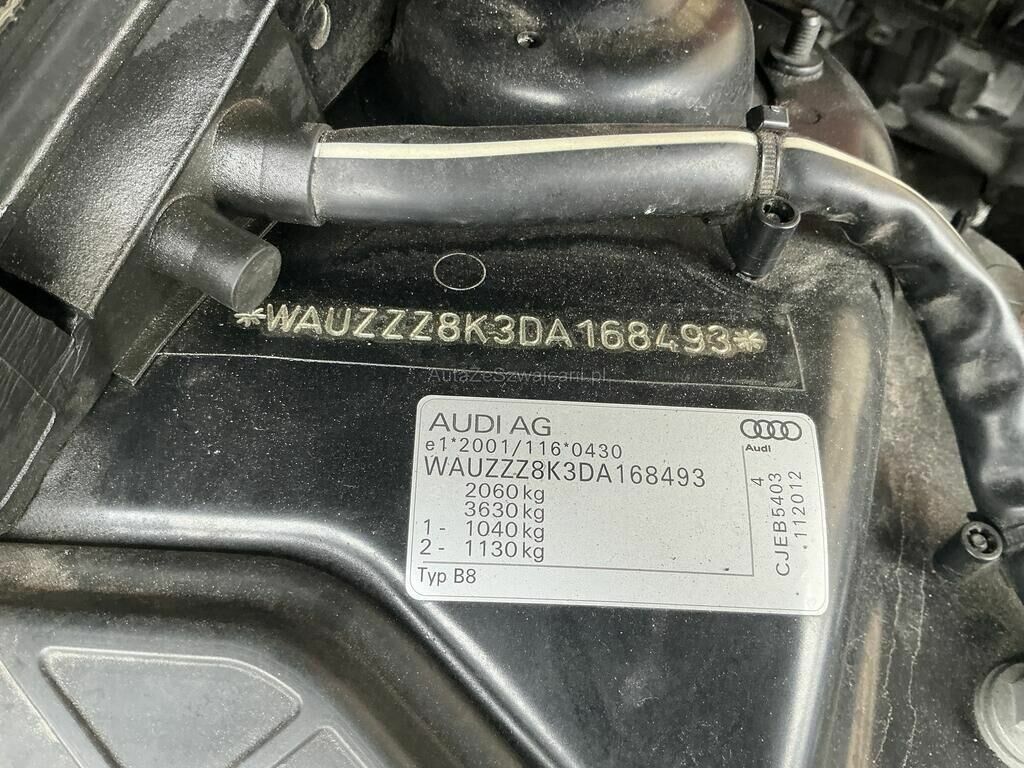 *WAUZZZ8K3DA168493*
AutaZeSzwajcarii.pl
AUDI AG
Audi
e1*2001/116*0430
WAUZZZ8K3DA168493
2060kg
3630kg
1- 1040kg
2- 1130kg
Typ B8
4
CJEB5403
.112012